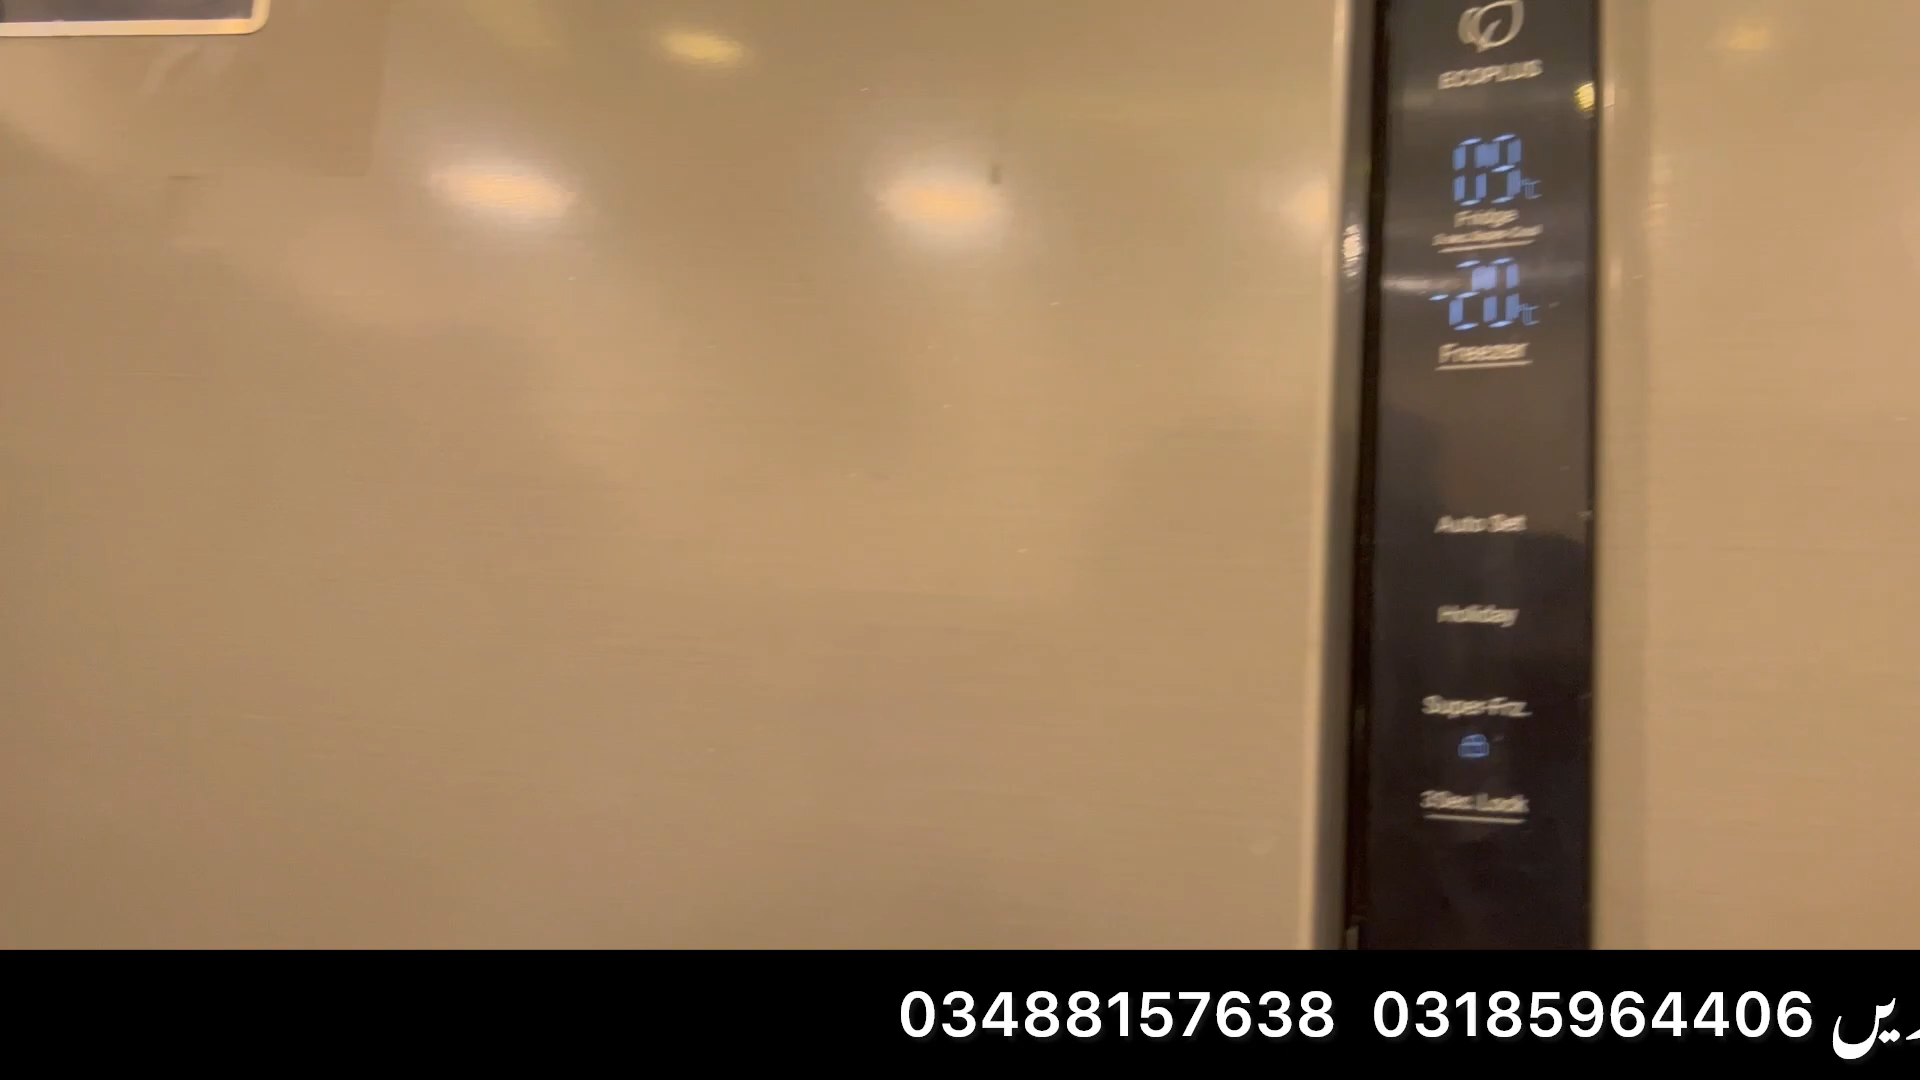 ECOPLUS
03°C
Fridge
-20°C
Freezer
Auto Set
Holiday
Super Frz.
3Sec. Lock
03488157638 03185964406